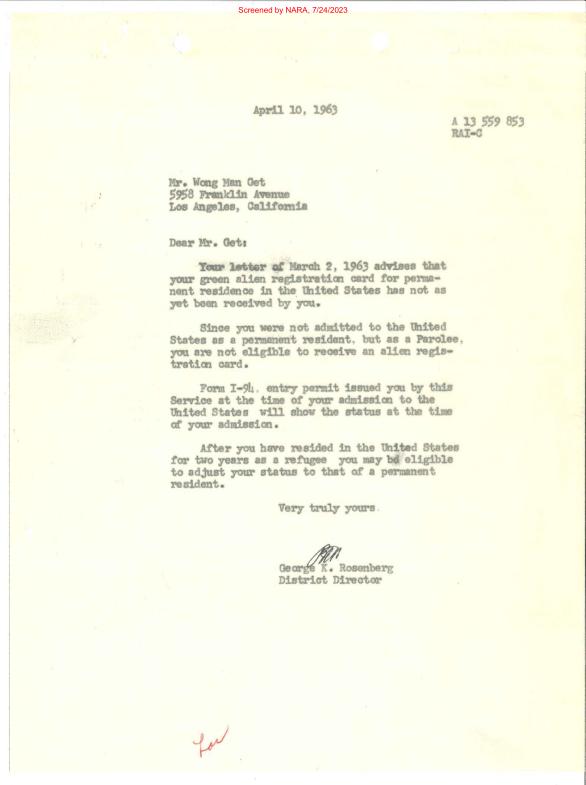 Screened by NARA, 7/24/2023
April 10, 1963
A 13 559 853
RAI-C
Mr. Wong Man Get
5958 Franklin Avenue
Los Angeles, California
Dear Mr. Get:
Your letter of March 2, 1963 advises that
your green alien registration card for perma-
nent residence in the United States has not as
yet been received by you.
Since you were not admitted to the United
States as a permanent resident, but as a Parolee,
you are not eligible to receive an alien regis-
tration card.
Form I-94, entry permit issued you by this
Service at the time of your admission to the
United States will show the status at the time
of your admission.
After you have resided in the United States
for two years as a refugee you may be eligible
to adjust your status to that of a permanent
resident.
Very truly yours.
George K. Rosenberg
District Director